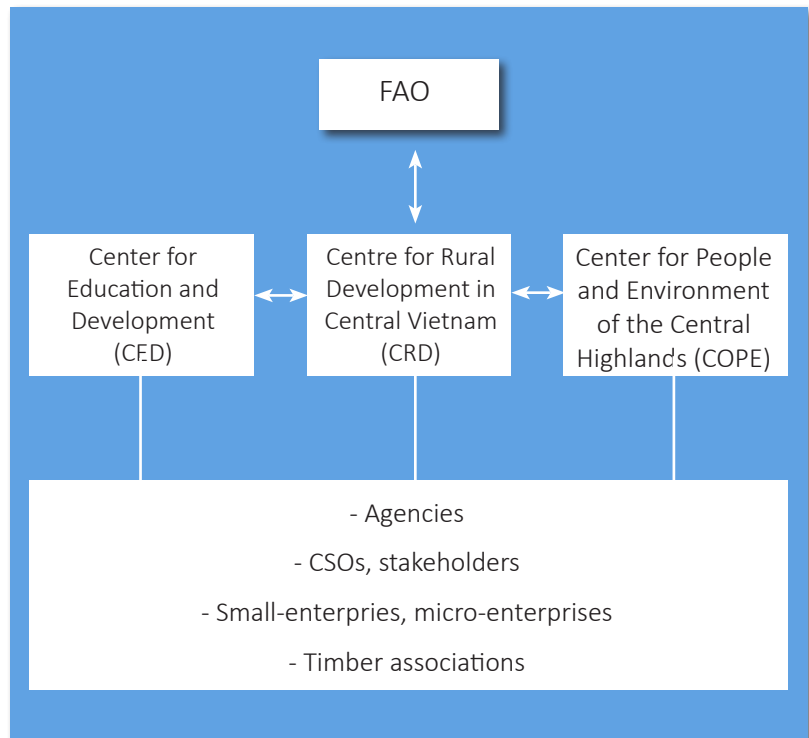 FAO
Center for
Education and
Development
(CED)
Centre for Rural
Development in
Central Vietnam
(CRD)
Center for People
and Environment
of the Central
Highlands (COPE)
- Agencies
- CSOs, stakeholders
- Small-enterpries, micro-enterprises
- Timber associations